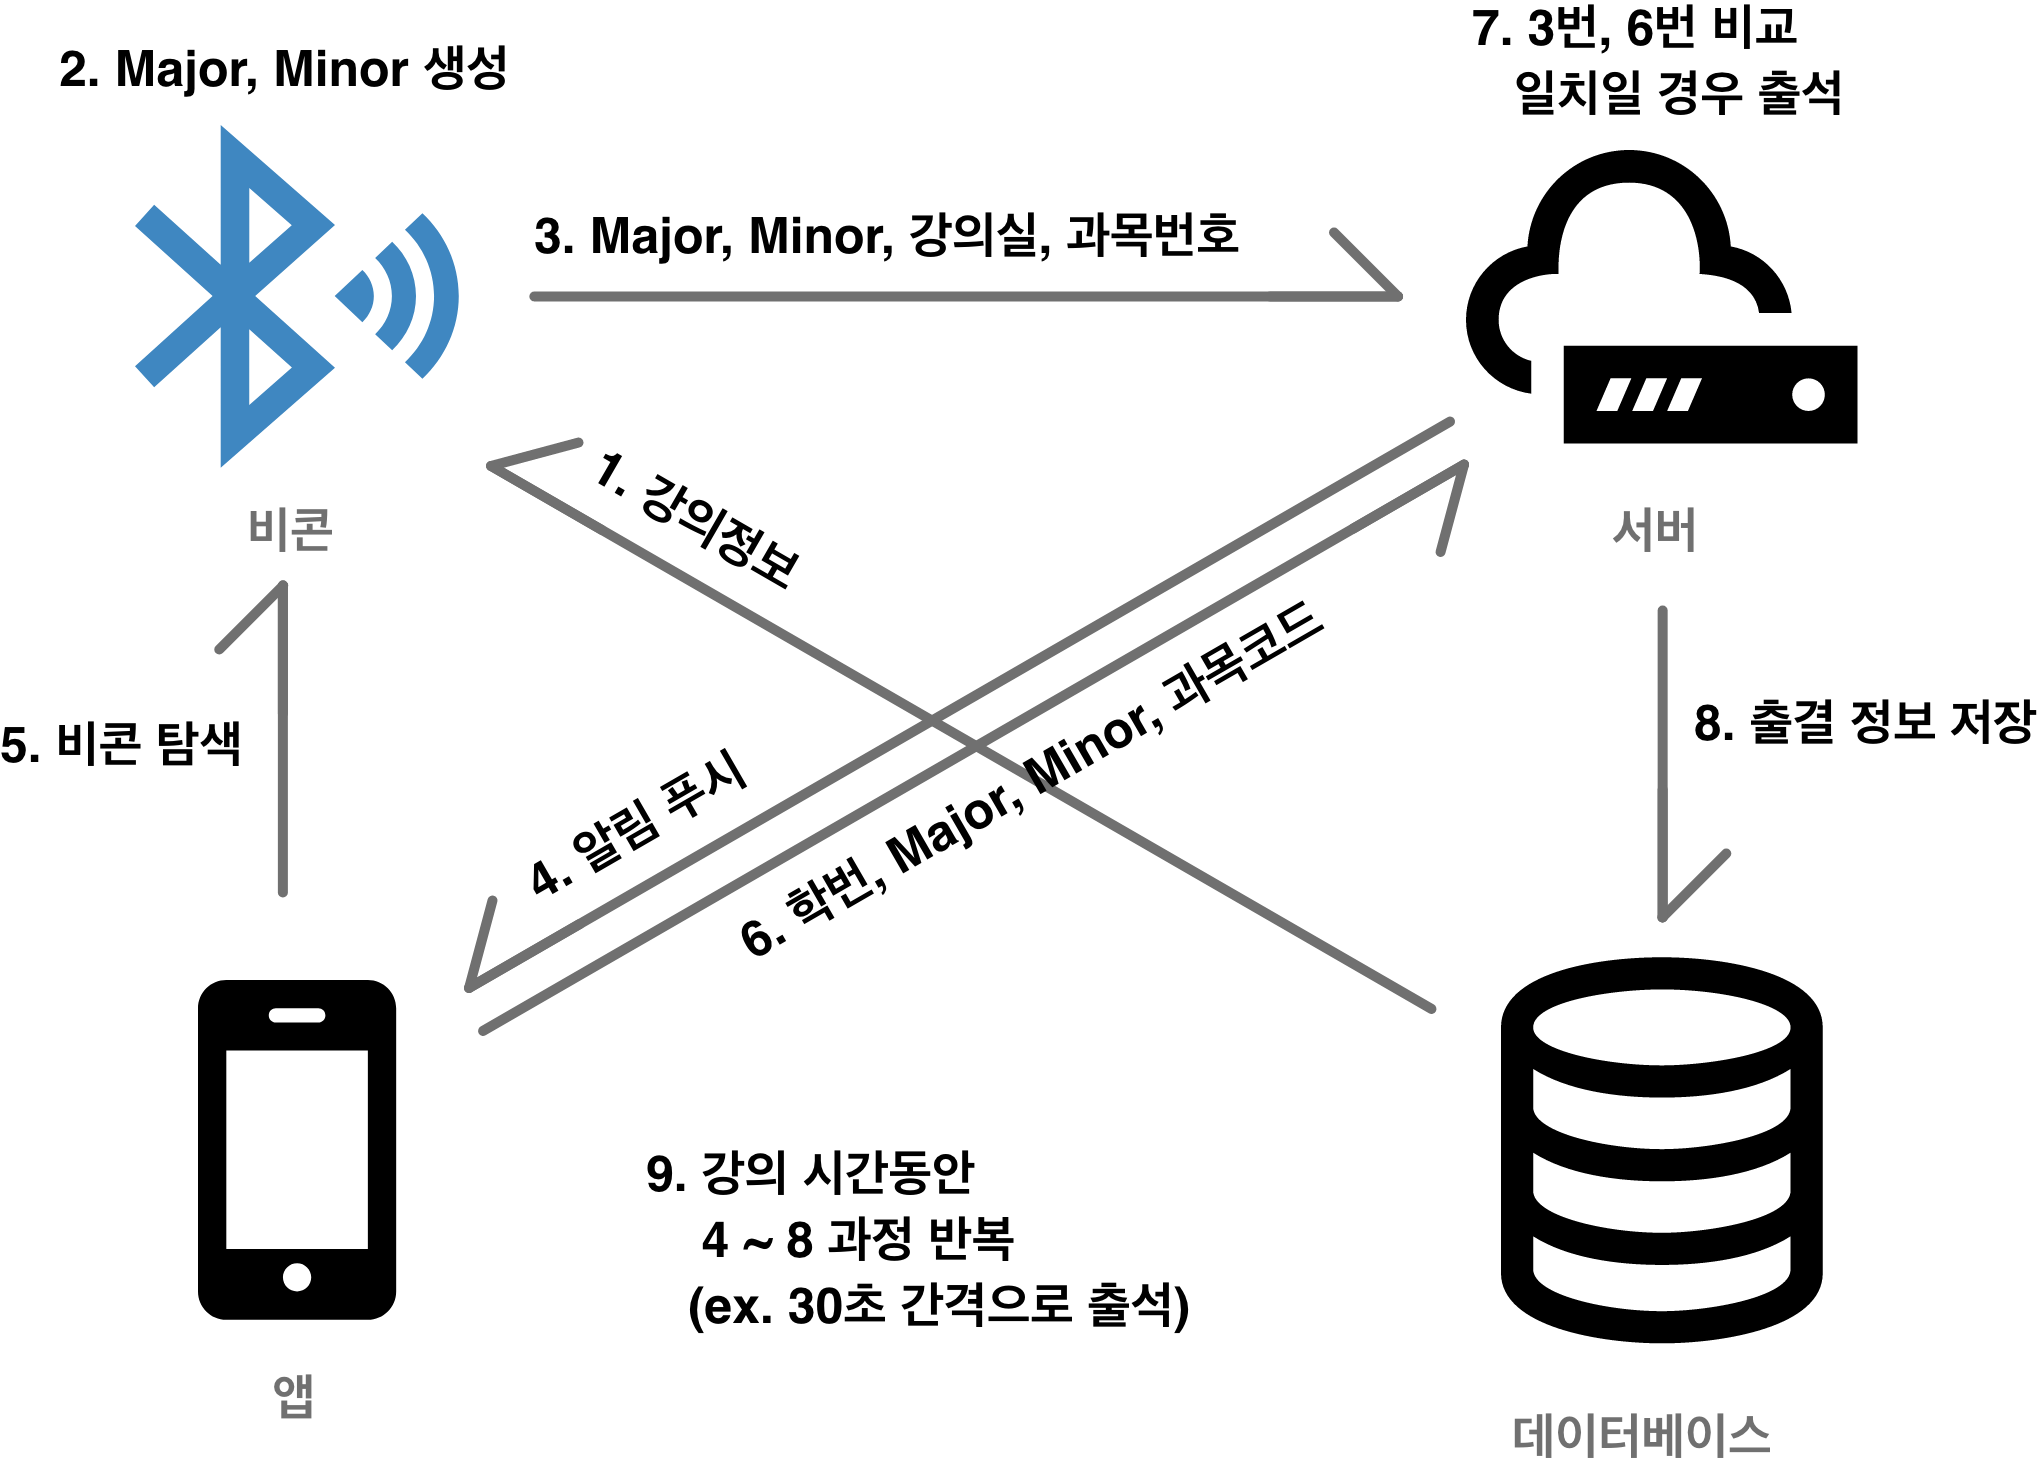 2. Major, Minor 생성
7. 3번, 6번 비교
일치일 경우 출석
3. Major, Minor, 강의실, 과목번호
1. 강의정보
비콘
서버
5. 비콘 탐색
4. 알림 푸시
6. 학번, Major, Minor, 과목코드
8. 출결 정보 저장
9. 강의 시간동안
4 ~ 8 과정 반복
(ex. 30초 간격으로 출석)
앱
데이터베이스